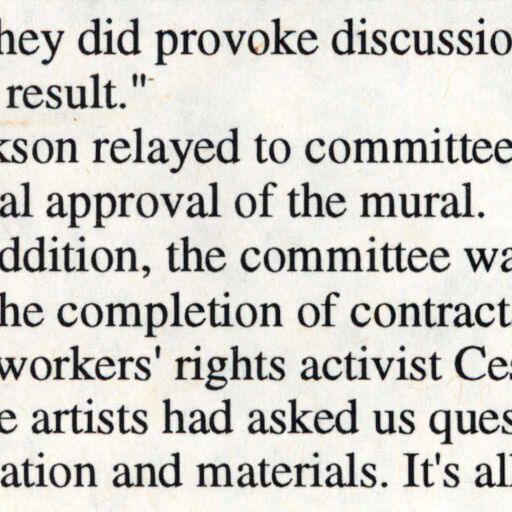 hey did provoke discussio
result."
kson relayed to committee
al approval of the mural.
ddition, the committee wa
he completion of contract
workers' rights activist Ces
e artists had asked us ques
ation and materials. It's all